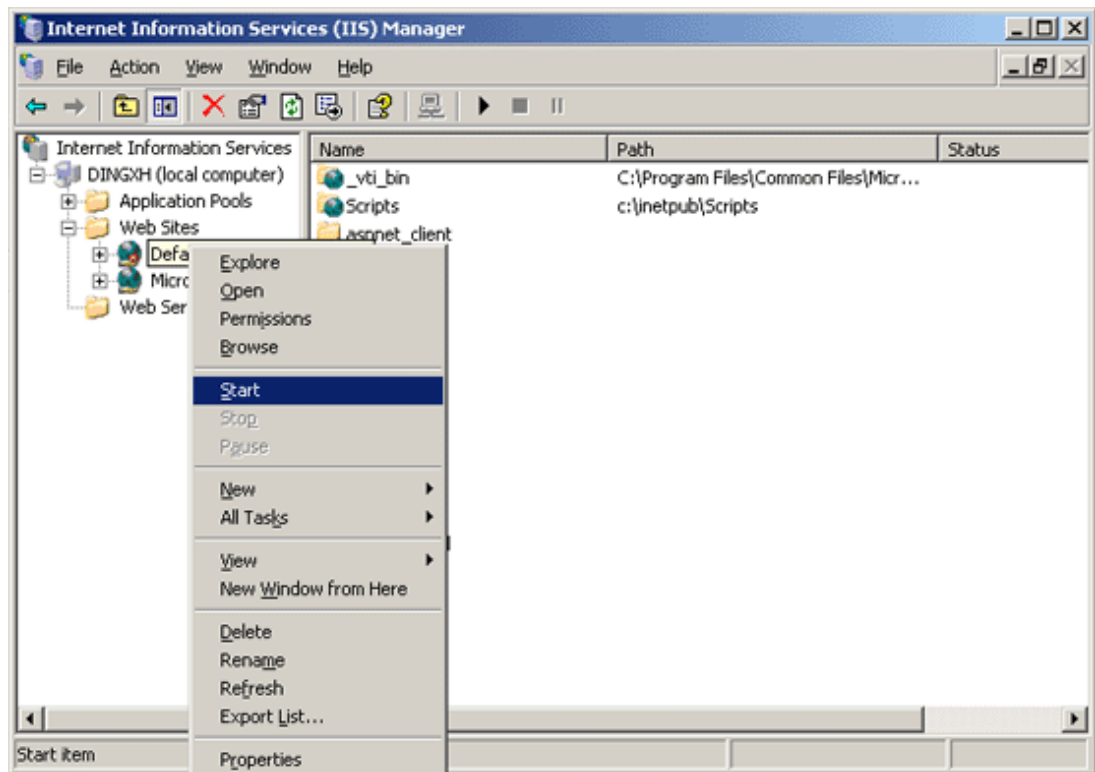 Internet Information Services (IIS) Manager
File Action View Window Help
Internet Information Services
DINGXH (local computer)
Application Pools
Web Sites
Defa
Micro
Web Ser
Name Path Status
_vti_bin C:\Program Files\Common Files\Micr...
Scripts c:\inetpub\Scripts
aspnet_client
Explore
Open
Permissions
Browse
Start
Stop
Pause
New
All Tasks
View
New Window from Here
Delete
Rename
Refresh
Export List...
Properties
Start item